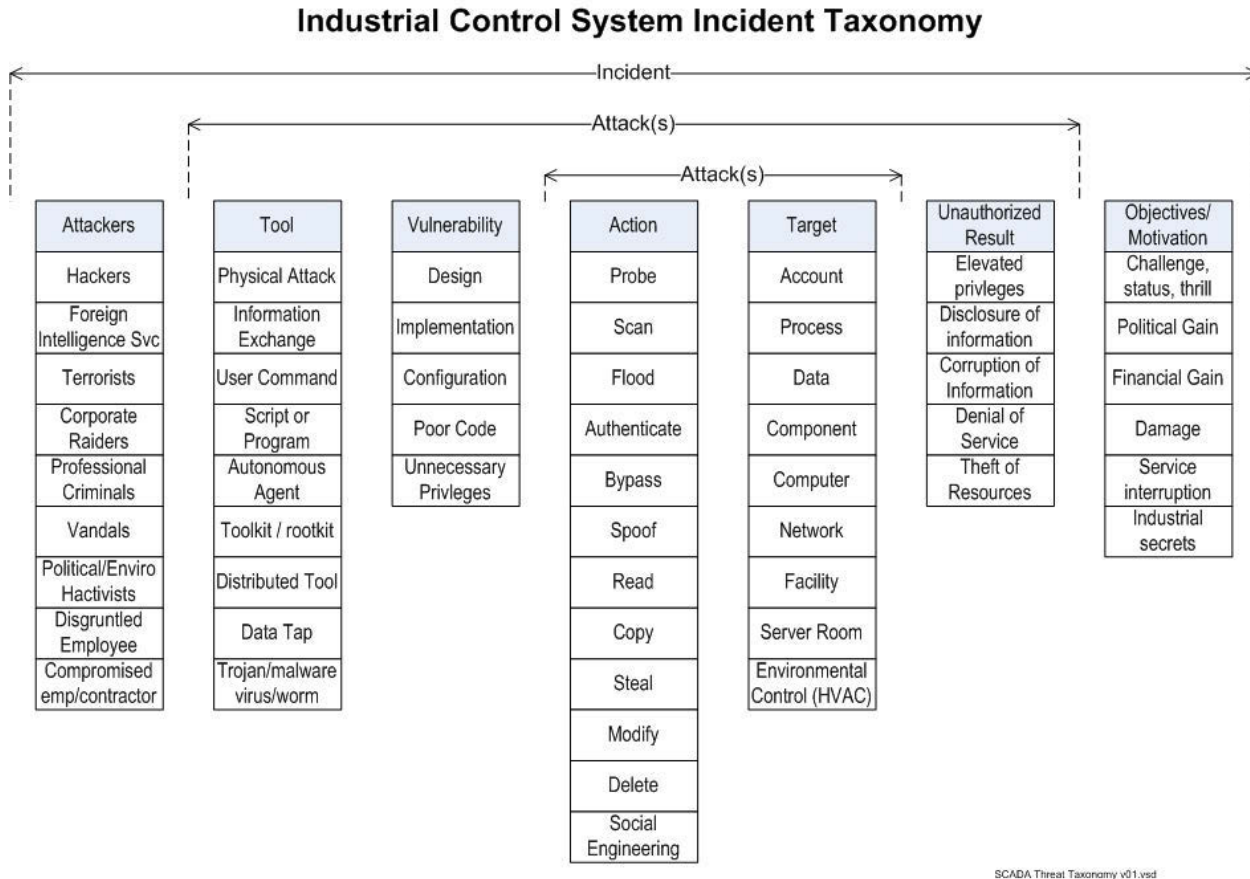 Industrial Control System Incident Taxonomy
Incident
Attack(s)
Attack(s)
Attackers
Hackers
Foreign
Intelligence Svc
Terrorists
Corporate
Raiders
Professional
Criminals
Vandals
Political/Enviro
Hactivists
Disgruntled
Employee
Compromised
emp/contractor
Tool
Physical Attack
Information
Exchange
User Command
Script or
Program
Autonomous
Agent
Toolkit / rootkit
Distributed Tool
Data Tap
Trojan/malware
virus/worm
Vulnerability
Design
Implementation
Configuration
Poor Code
Unnecessary
Privleges
Action
Probe
Scan
Flood
Authenticate
Bypass
Spoof
Read
Copy
Steal
Modify
Delete
Social
Engineering
Target
Account
Process
Data
Component
Computer
Network
Facility
Server Room
Environmental
Control (HVAC)
Unauthorized
Result
Elevated
privleges
Disclosure of
information
Corruption of
Information
Denial of
Service
Theft of
Resources
Objectives/
Motivation
Challenge,
status, thrill
Political Gain
Financial Gain
Damage
Service
interruption
Industrial
secrets
SCADA Threat Taxonomy v01.vsd